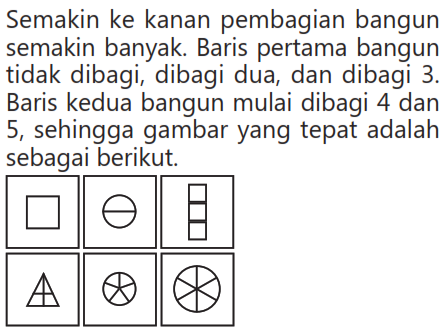 Semakin ke kanan pembagian bangun
semakin banyak. Baris pertama bangun
tidak dibagi, dibagi dua, dan dibagi 3.
Baris kedua bangun mulai dibagi 4 dan
5, sehingga gambar yang tepat adalah
sebagai berikut.